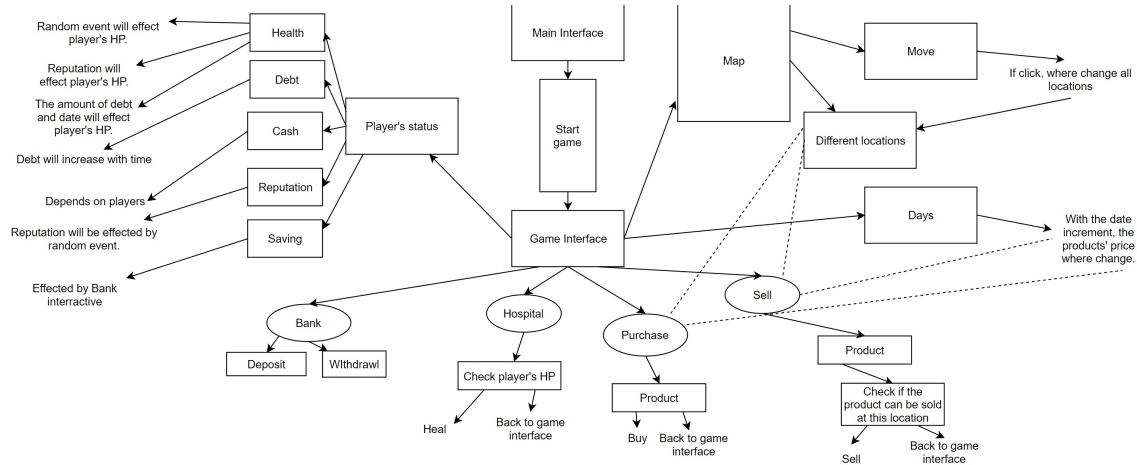 Random event will effect
player's HP.
Health
Main Interface
Map
Move
Reputation will
effect player's HP.
Debt
If click, where change all
locations
The amount of debt
and date will effect
player's HP.
Cash
Player's status
Start
game
Different locations
Debt will increase with time
Depends on players
Reputation
Reputation will be effected by
random event.
Saving
Game Interface
Days
With the date
increment, the
products' price
where change.
Effected by Bank
interractive
Bank
Hospital
Purchase
Sell
Deposit
WIthdrawl
Check player's HP
Product
Product
Heal
Back to game
interface
Buy
Back to game
interface
Check if the
product can be sold
at this location
Sell
Back to game
interface